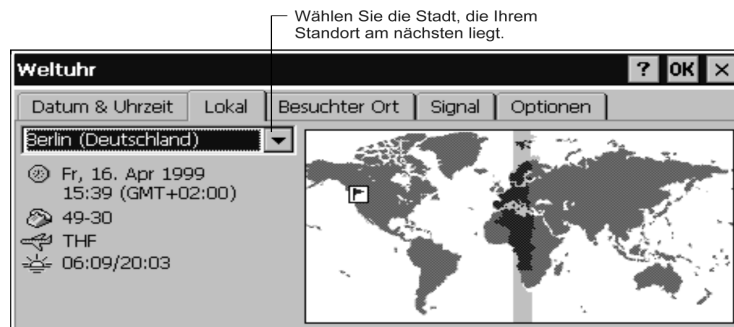 Wählen Sie die Stadt, die Ihrem
Standort am nächsten liegt.
Weltuhr ? OK ×
Datum & Uhrzeit Lokal Besuchter Ort Signal Optionen
Berlin (Deutschland)
Fr, 16. Apr 1999
15:39 (GMT+02:00)
49-30
THF
06:09/20:03